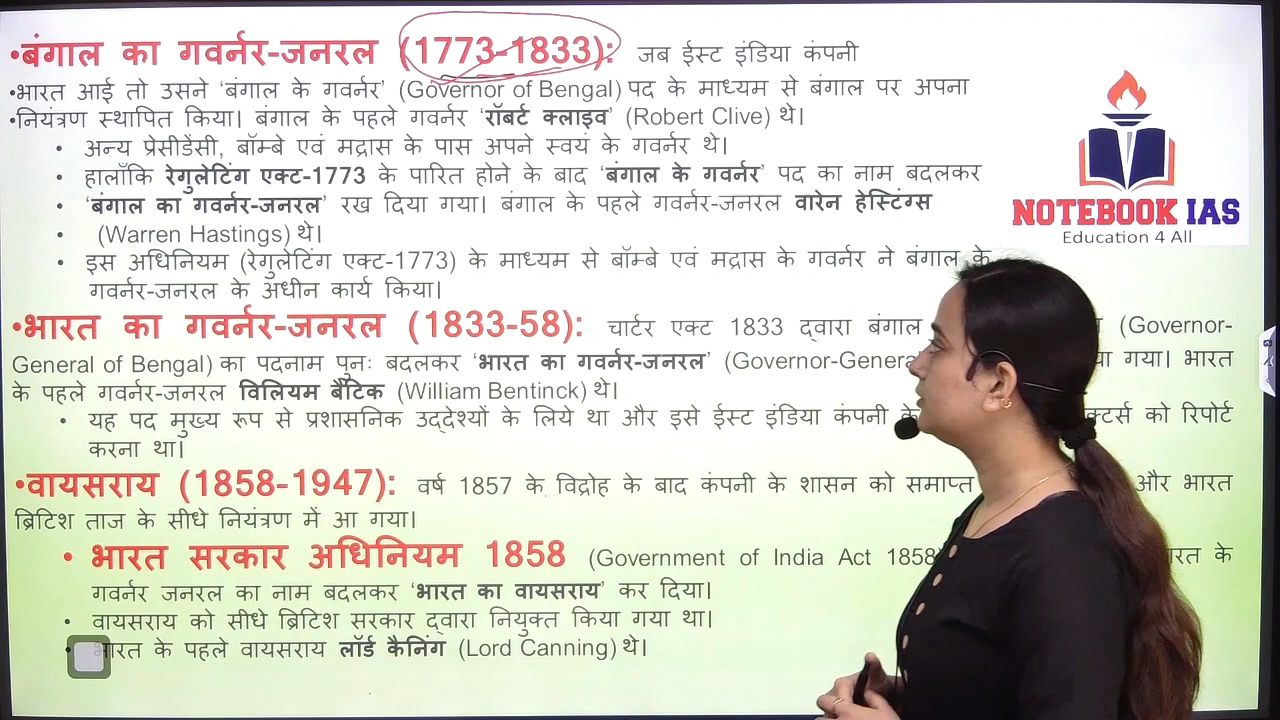 •बंगाल का गवर्नर-जनरल (1773-1833): जब ईस्ट इंडिया कंपनी
•भारत आई तो उसने 'बंगाल के गवर्नर' (Governor of Bengal) पद के माध्यम से बंगाल पर अपना
•नियंत्रण स्थापित किया। बंगाल के पहले गवर्नर 'रॉबर्ट क्लाइव' (Robert Clive) थे।
• अन्य प्रेसीडेंसी, बॉम्बे एवं मद्रास के पास अपने स्वयं के गवर्नर थे।
• हालाँकि रेगुलेटिंग एक्ट-1773 के पारित होने के बाद 'बंगाल के गवर्नर' पद का नाम बदलकर
• 'बंगाल का गवर्नर-जनरल' रख दिया गया। बंगाल के पहले गवर्नर-जनरल वारेन हेस्टिंग्स
• (Warren Hastings) थे।
• इस अधिनियम (रेगुलेटिंग एक्ट-1773) के माध्यम से बॉम्बे एवं मद्रास के गवर्नर ने बंगाल के
गवर्नर-जनरल के अधीन कार्य किया।
NOTEBOOK IAS
Education 4 All
•भारत का गवर्नर-जनरल (1833-58): चार्टर एक्ट 1833 द्वारा बंगाल (Governor-
General of Bengal) का पदनाम पुनः बदलकर 'भारत का गवर्नर-जनरल' (Governor-Genera गया। भारत
के पहले गवर्नर-जनरल विलियम बैंटिक (William Bentinck) थे।
• यह पद मुख्य रूप से प्रशासनिक उद्देश्यों के लिये था और इसे ईस्ट इंडिया कंपनी के क्टर्स को रिपोर्ट
करना था।
•वायसराय (1858-1947): वर्ष 1857 के विद्रोह के बाद कंपनी के शासन को समाप्त और भारत
ब्रिटिश ताज के सीधे नियंत्रण में आ गया।
• भारत सरकार अधिनियम 1858 (Government of India Act 1858) रत के
गवर्नर जनरल का नाम बदलकर 'भारत का वायसराय' कर दिया।
• वायसराय को सीधे ब्रिटिश सरकार द्वारा नियुक्त किया गया था।
• भारत के पहले वायसराय लॉर्ड कैनिंग (Lord Canning) थे।